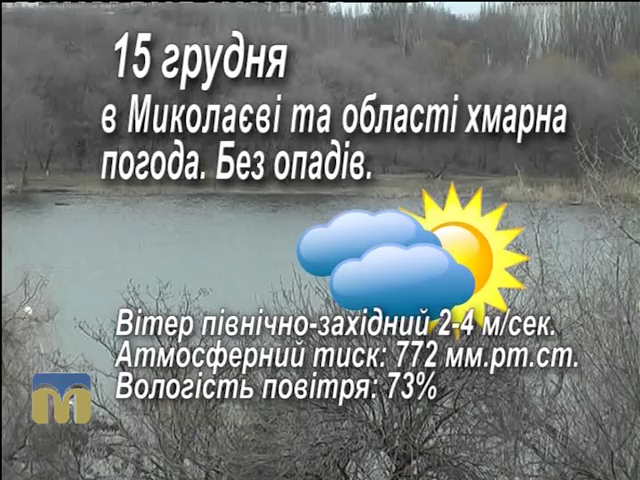 15 грудня
в Миколаєві та області хмарна
погода. Без опадів.
Вітер північно-західний 2-4 м/сек.
Атмосферний тиск: 772 мм.рт.ст.
Вологість повітря: 73%
м